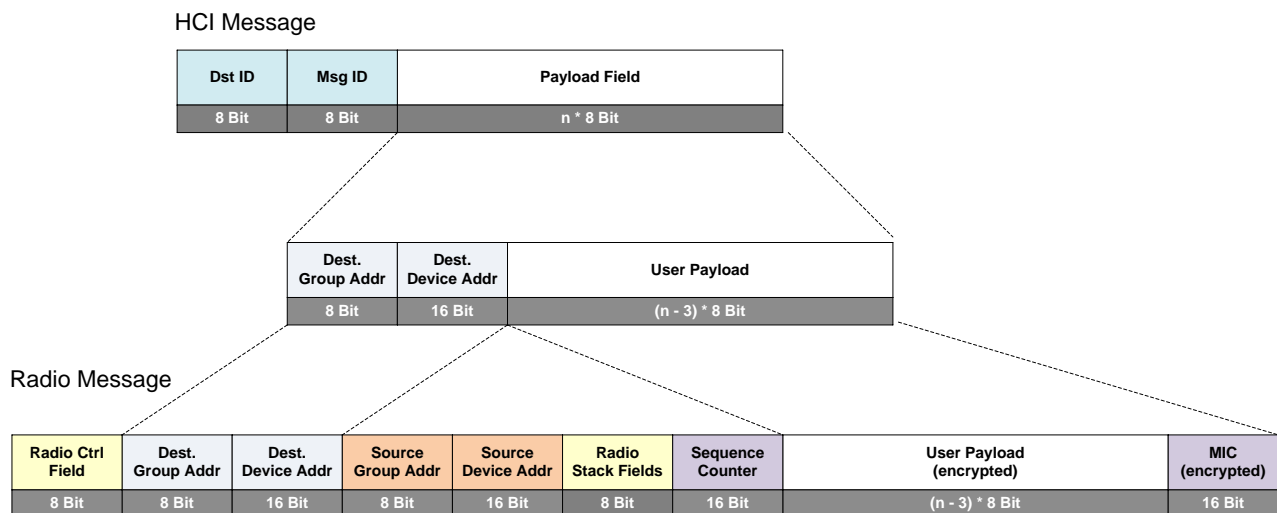 HCI Message
Dst ID Msg ID Payload Field
8 Bit 8 Bit n * 8 Bit
Dest. Dest. User Payload
Group Addr Device Addr
8 Bit 16 Bit (n - 3) * 8 Bit
Radio Message
Radio Ctrl Dest. Dest. Source Source Radio Sequence User Payload MIC
Field Group Addr Device Addr Group Addr Device Addr Stack Fields Counter (encrypted) (encrypted)
8 Bit 8 Bit 16 Bit 8 Bit 16 Bit 8 Bit 16 Bit (n - 3) * 8 Bit 16 Bit